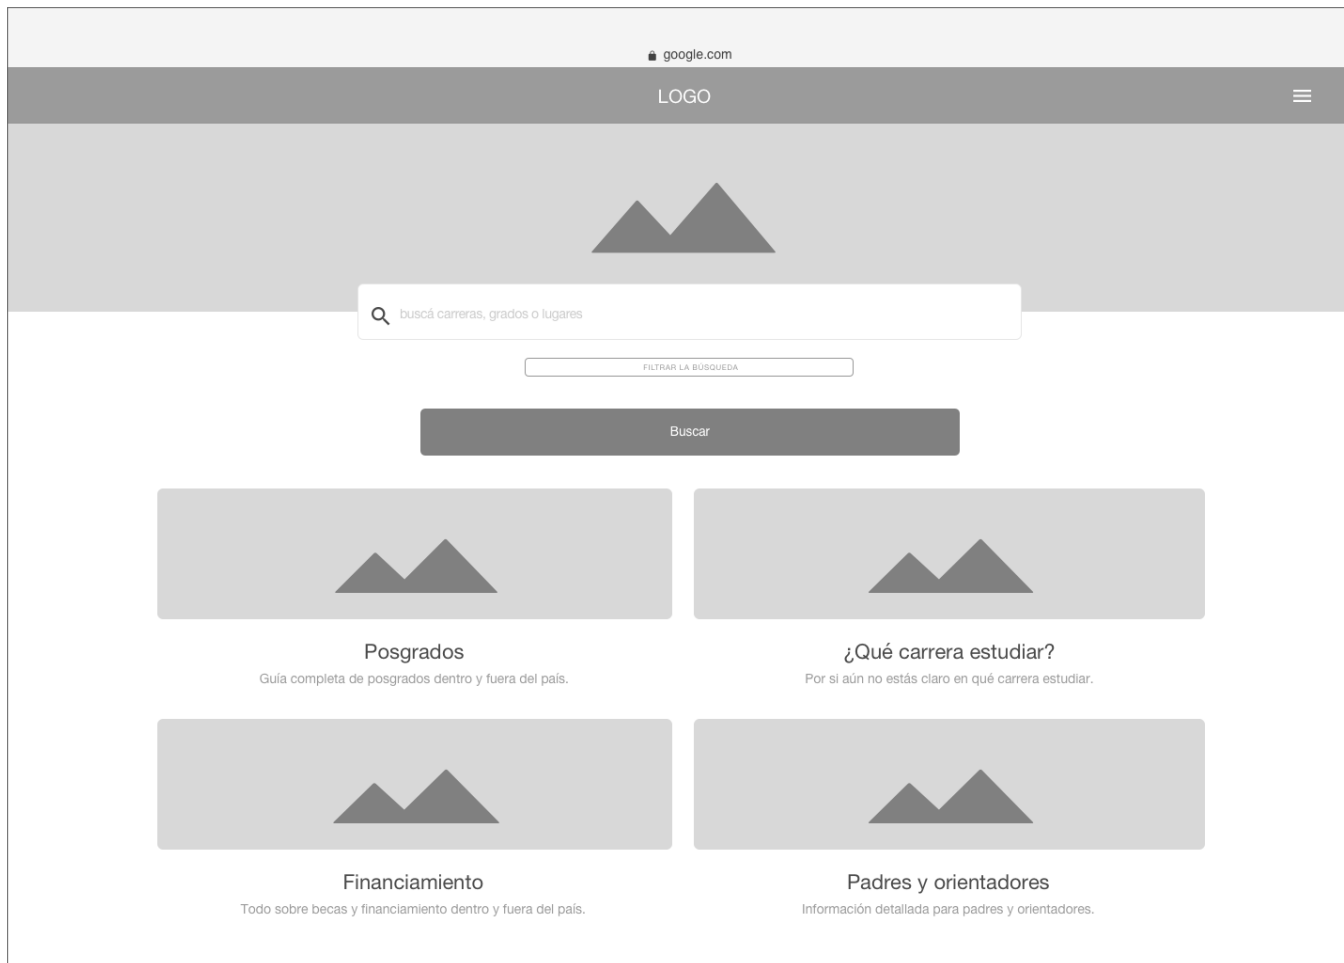 google.com
LOGO
buscá carreras, grados o lugares
FILTRAR LA BÚSQUEDA
Buscar
Posgrados
Guía completa de posgrados dentro y fuera del país.
¿Qué carrera estudiar?
Por si aún no estás claro en qué carrera estudiar.
Financiamiento
Todo sobre becas y financiamiento dentro y fuera del país.
Padres y orientadores
Información detallada para padres y orientadores.